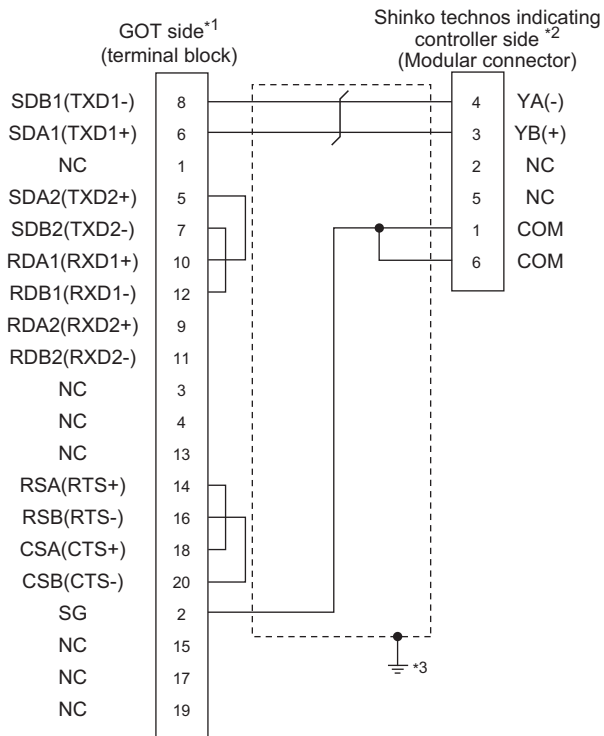 GOT side*1
(terminal block)
Shinko technos indicating
controller side *2
(Modular connector)
SDB1(TXD1-) 8 4 YA(-)
SDA1(TXD1+) 6 3 YB(+)
NC 1 2 NC
SDA2(TXD2+) 5 5 NC
SDB2(TXD2-) 7 1 COM
RDA1(RXD1+) 10 6 COM
RDB1(RXD1-) 12
RDA2(RXD2+) 9
RDB2(RXD2-) 11
NC 3
NC 4
NC 13
RSA(RTS+) 14
RSB(RTS-) 16
CSA(CTS+) 18
CSB(CTS-) 20
SG 2
NC 15
*3
NC 17
NC 19